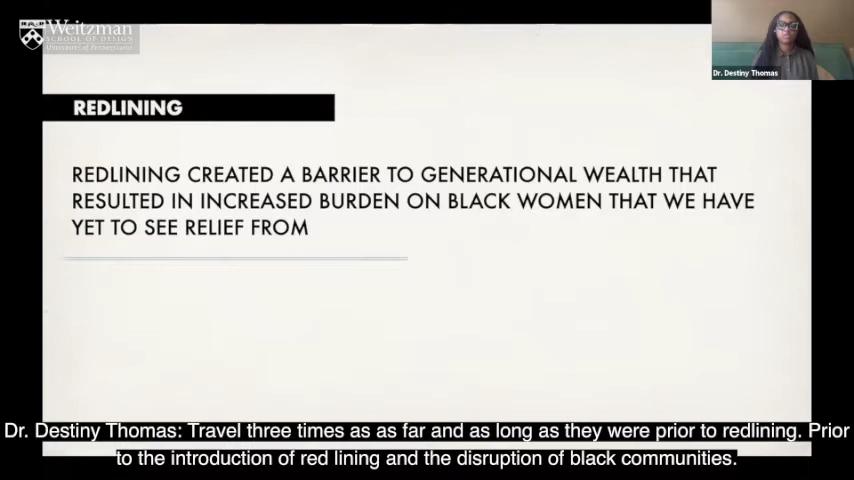 Weitzman
SCHOOL OF DESIGN
University of Pennsylvania
Dr. Destiny Thomas
REDLINING
REDLINING CREATED A BARRIER TO GENERATIONAL WEALTH THAT
RESULTED IN INCREASED BURDEN ON BLACK WOMEN THAT WE HAVE
YET TO SEE RELIEF FROM
Dr. Destiny Thomas: Travel three times as as far and as long as they were prior to redlining. Prior
to the introduction of red lining and the disruption of black communities.